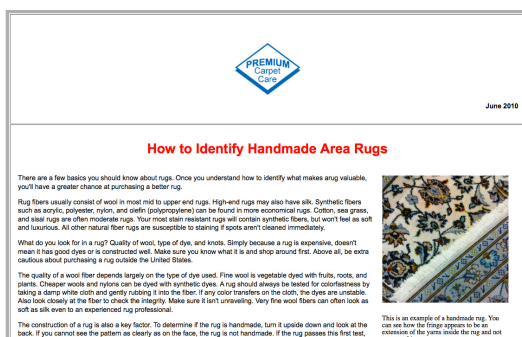 PREMIUM
Carpet
Care
June 2010
How to Identify Handmade Area Rugs
There are a few basics you should know about rugs. Once you understand how to identify what makes arug valuable,
you'll have a greater chance at purchasing a better rug.
Rug fibers usually consist of wool in most mid to upper end rugs. High-end rugs may also have silk. Synthetic fibers
such as acrylic, polyester, nylon, and olefin (polypropylene) can be found in more economical rugs. Cotton, sea grass,
and sisal rugs are often moderate rugs. Your most stain resistant rugs will contain synthetic fibers, but won't feel as soft
and luxurious. All other natural fiber rugs are susceptible to staining if spots aren't cleaned immediately.
What do you look for in a rug? Quality of wool, type of dye, and knots. Simply because a rug is expensive, doesn't
mean it has good dyes or is constructed well. Make sure you know what it is and shop around first. Above all, be extra
cautious about purchasing a rug outside the United States.
The quality of a wool fiber depends largely on the type of dye used. Fine wool is vegetable dyed with fruits, roots, and
plants. Cheaper wools and nylons can be dyed with synthetic dyes. A rug should always be tested for colorfastness by
taking a damp white cloth and gently rubbing it into the fiber. If any color transfers on the cloth, the dyes are unstable.
Also look closely at the fiber to check the integrity. Make sure it isn't unraveling. Very fine wool fibers can often look as
soft as silk even to an experienced rug professional.
The construction of a rug is also a key factor. To determine if the rug is handmade, turn it upside down and look at the
back. If you cannot see the pattern as clearly as on the face, the rug is not handmade. If the rug passes this first test,
This is an example of a handmade rug. You
can see how the fringe appears to be an
extension of the yarns inside the rug and not